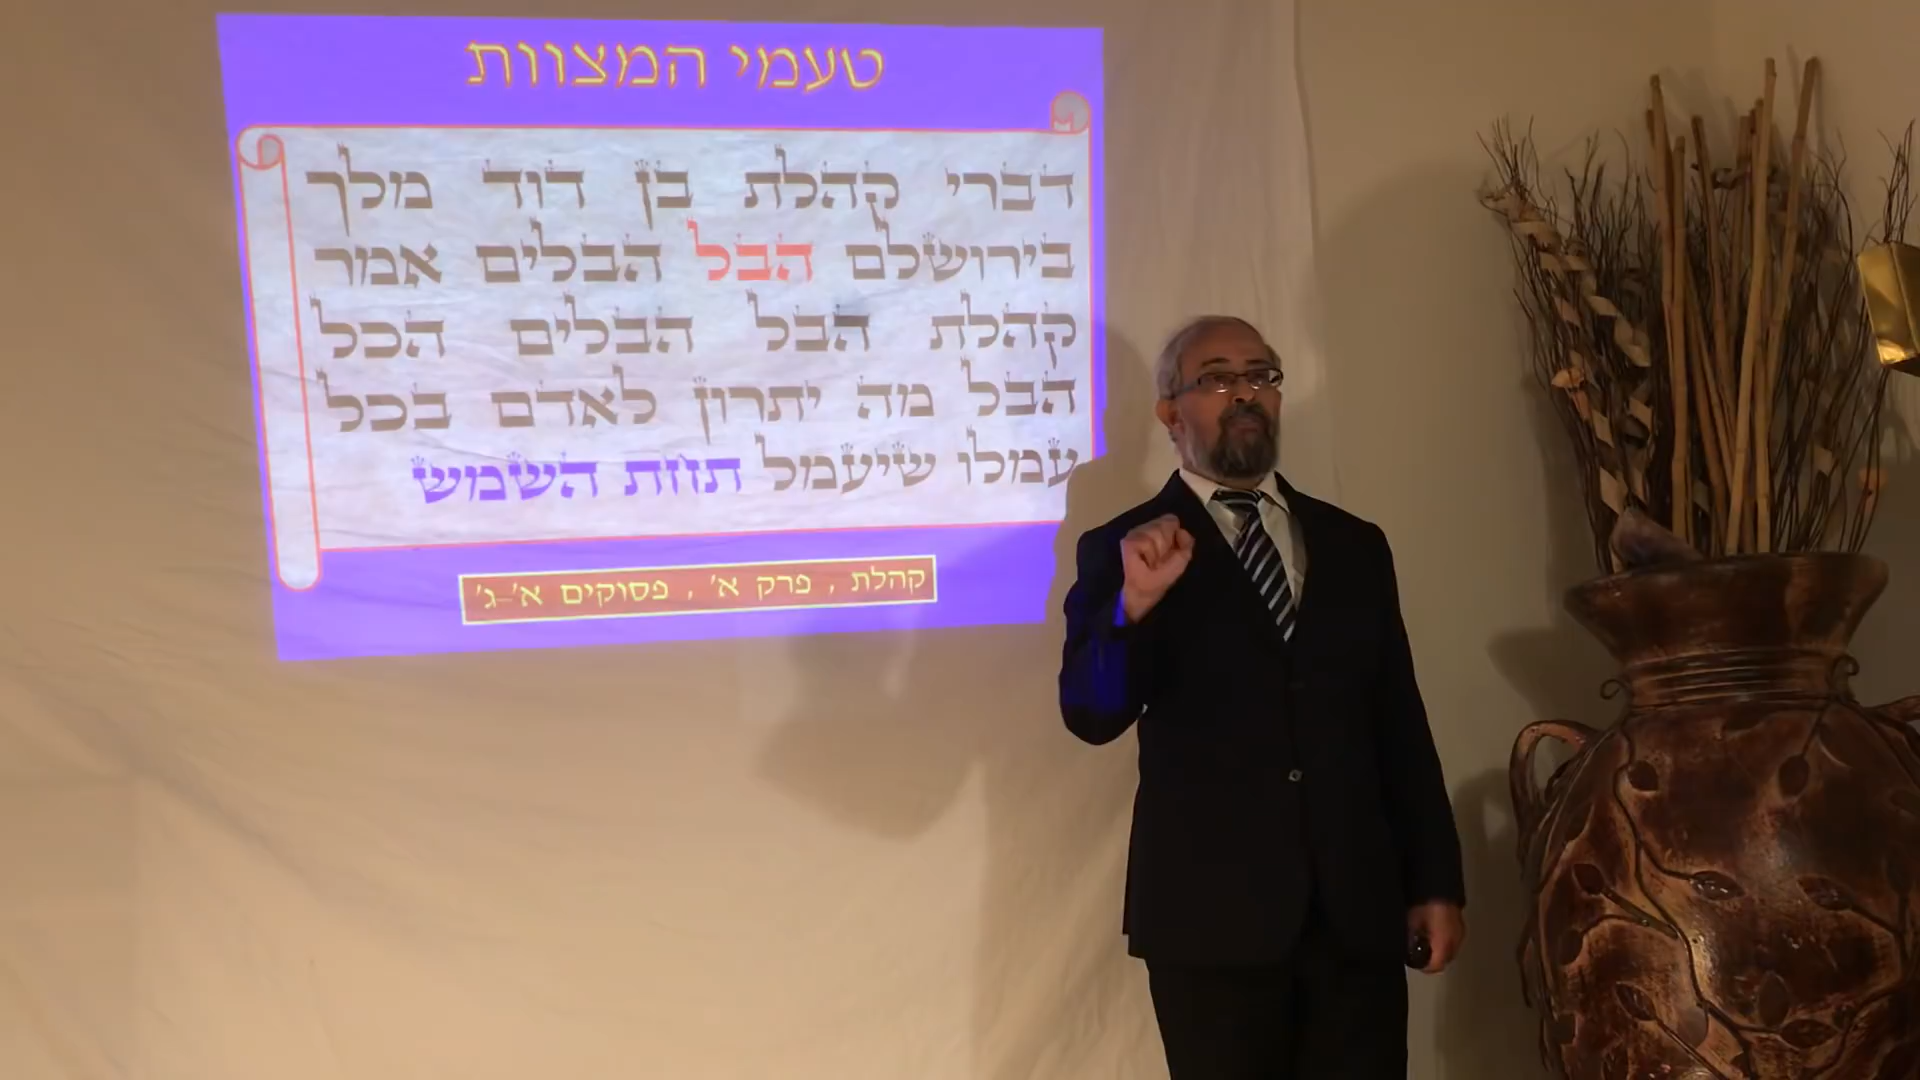 טעמי המצוות
דברי קהלת בן דוד מלך
בירושלם הבל הבלים אמר
קהלת הבל הבלים הכל
הבל מה יתרון לאדם בכל
עמלו שיעמל תחת השמש
קהלת , פרק א' , פסוקים א'-ג'